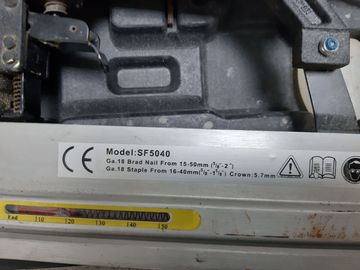 CE
Model:SF5040
Ga.18 Brad Nail From 15-50mm (5/8"-2")
Ga.18 Staple From 16-40mm(5/8"-1 5/8") Crown:5.7mm
End 110 120 130 140 150